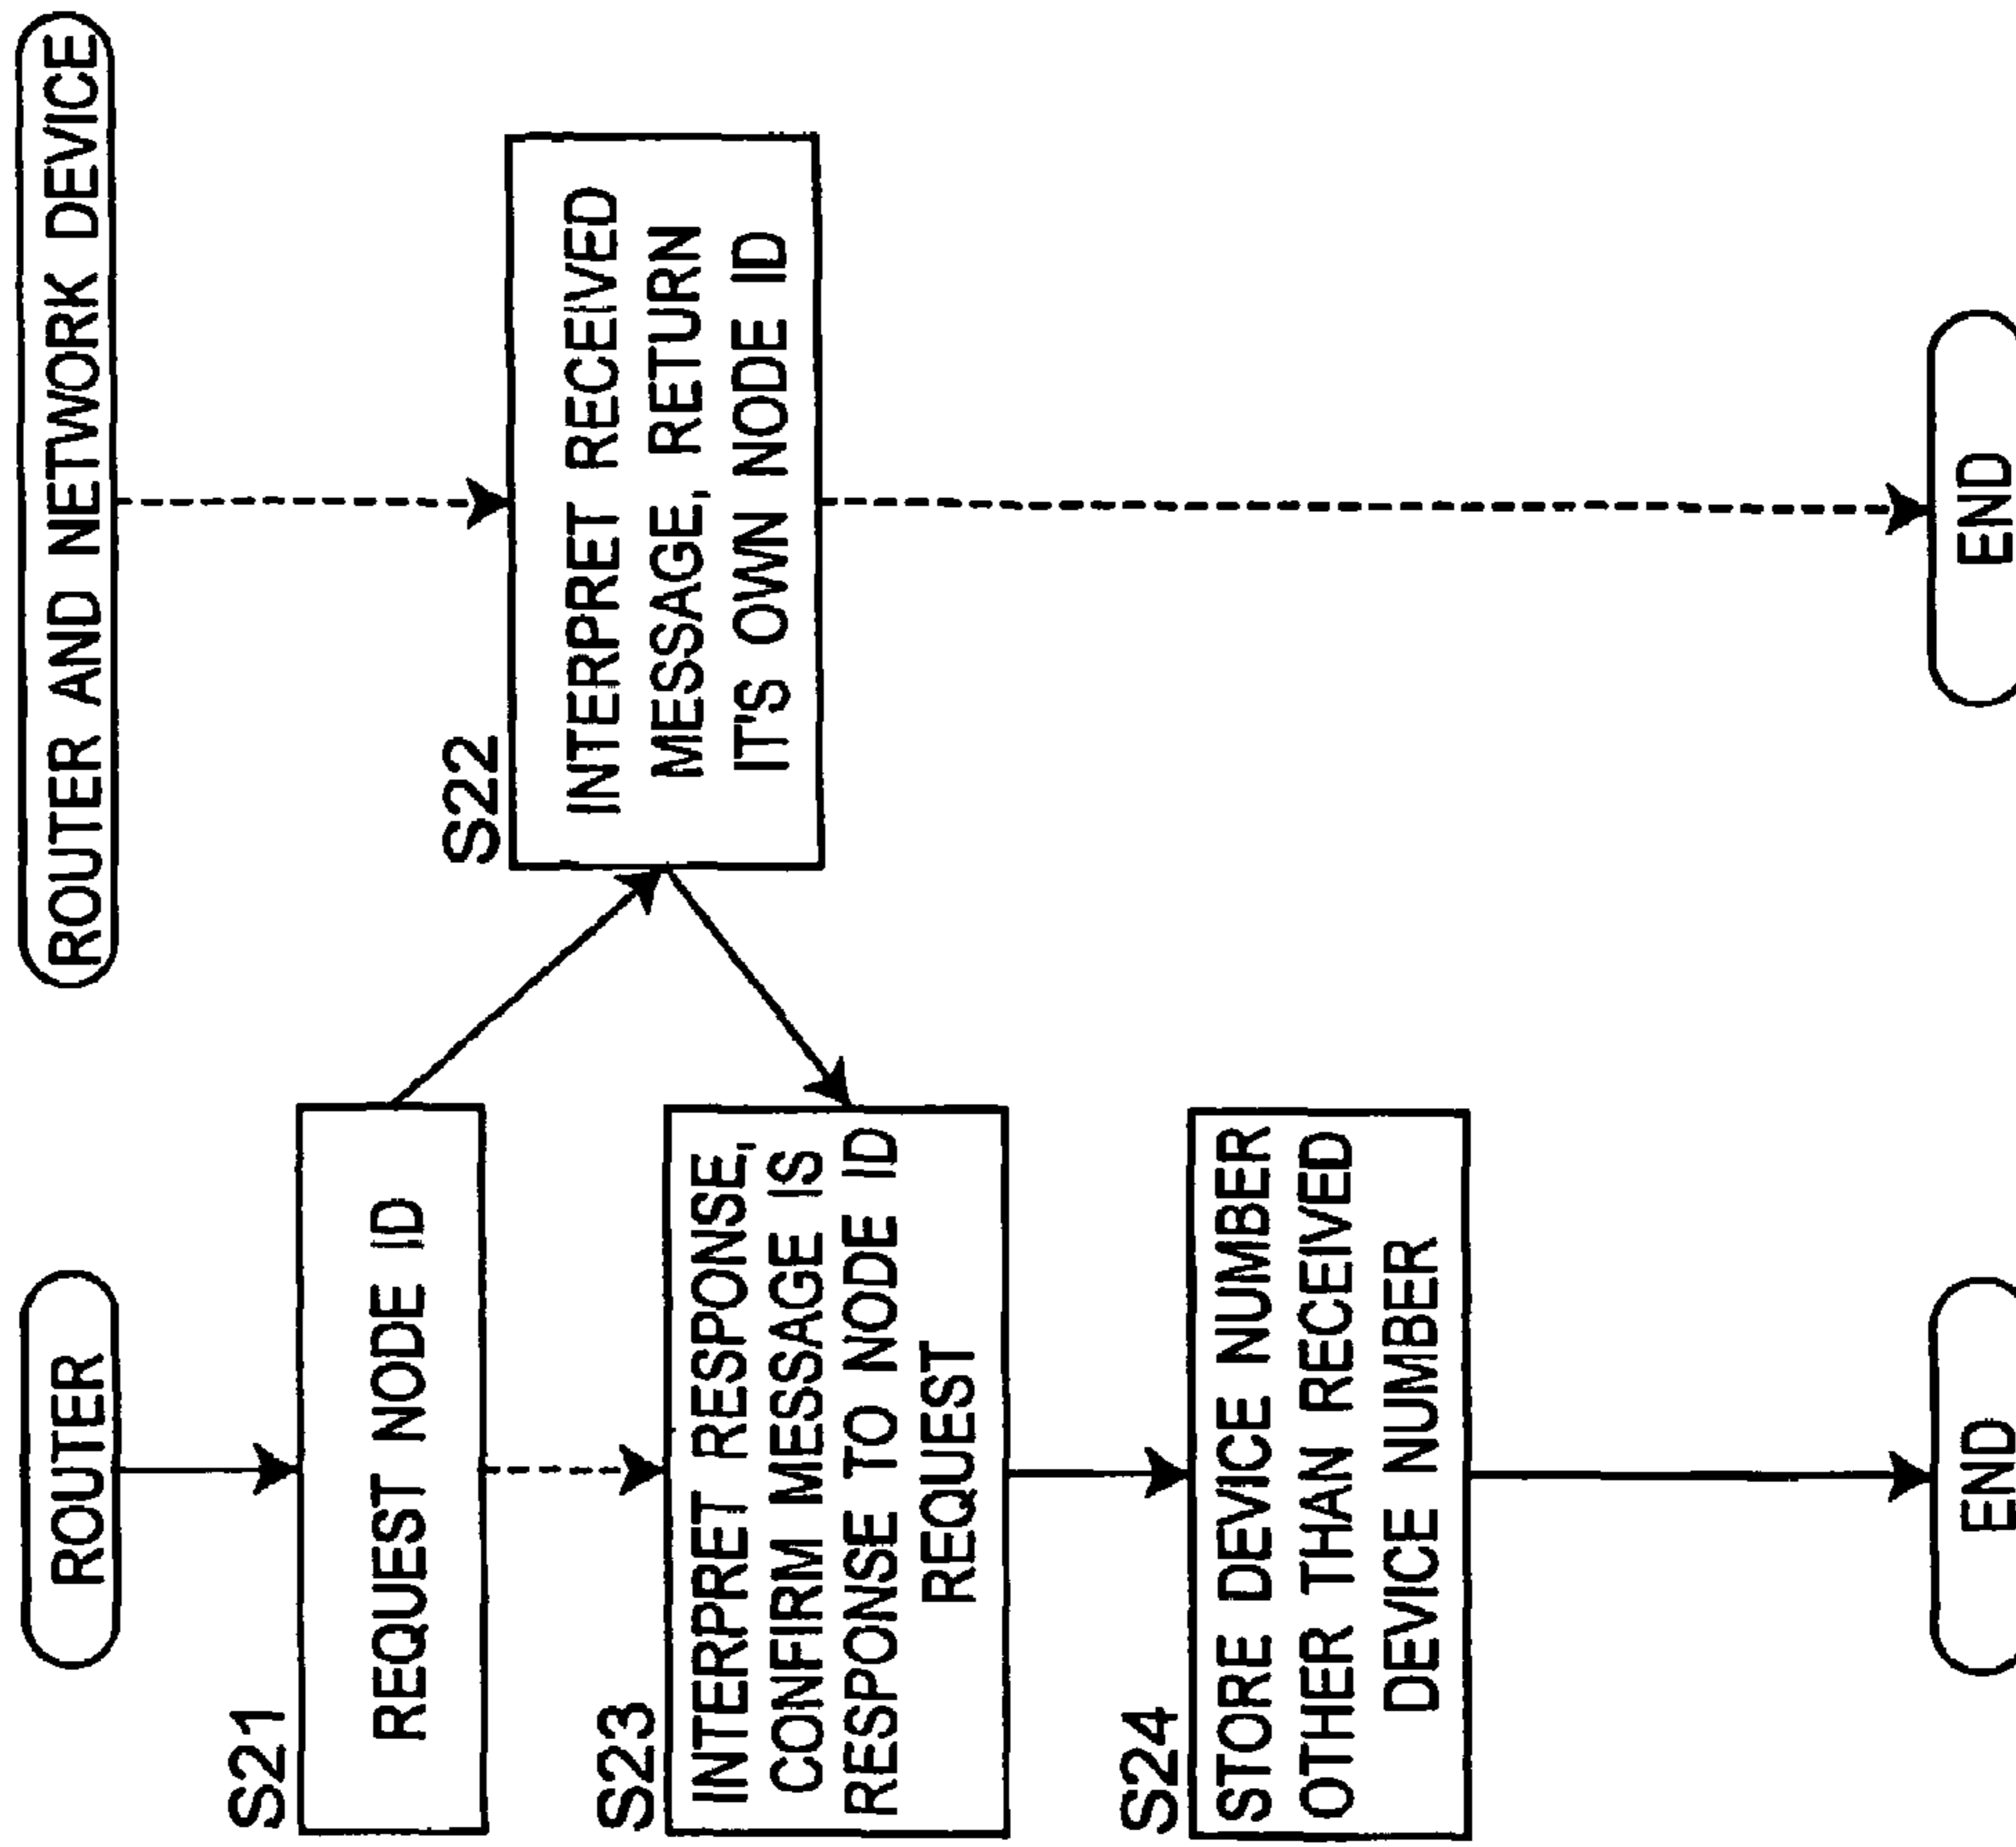 ROUTER
S21
REQUEST NODE ID
S23
INTERPRET RESPONSE,
CONFIRM MESSAGE IS
RESPONSE TO NODE ID
REQUEST
S24
STORE DEVICE NUMBER
OTHER THAN RECEIVED
DEVICE NUMBER
END
ROUTER AND NETWORK DEVICE
S22
INTERPRET RECEIVED
MESSAGE, RETURN
IT'S OWN NODE ID
END